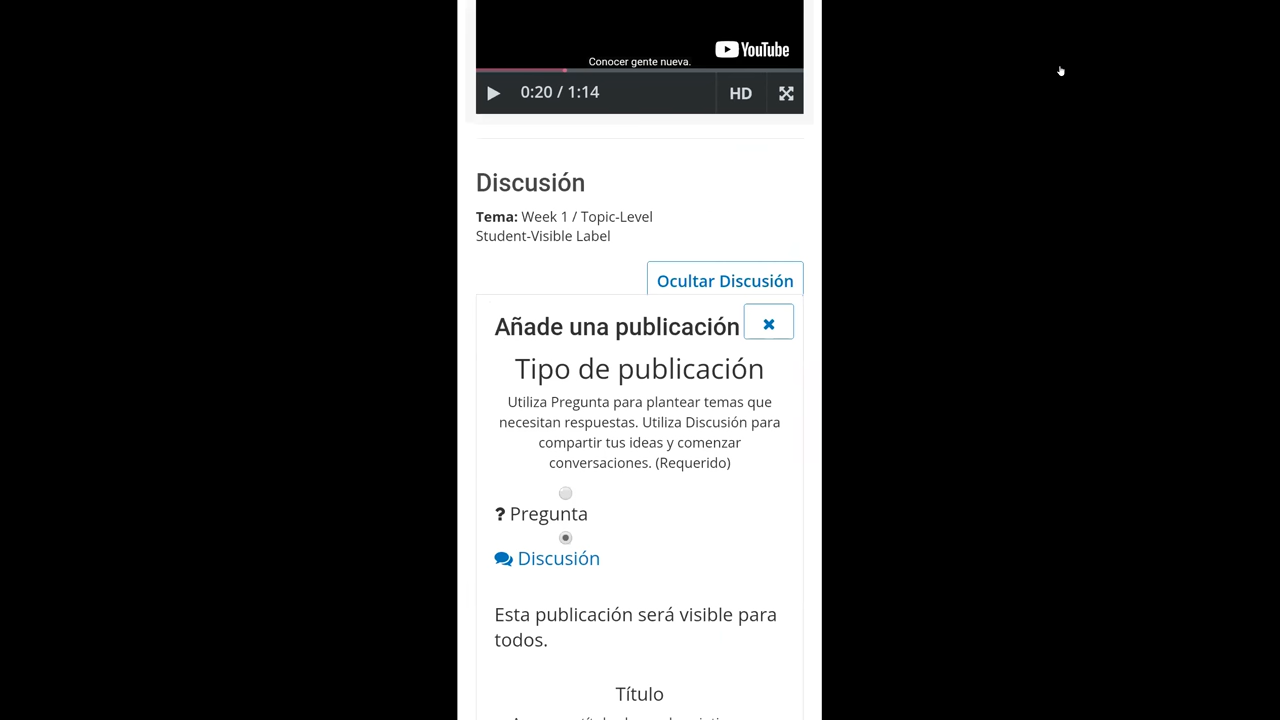 YouTube
Conocer gente nueva.
0:20 / 1:14
HD
Discusión
Tema: Week 1 / Topic-Level
Student-Visible Label
Ocultar Discusión
Añade una publicación
Tipo de publicación
Utiliza Pregunta para plantear temas que
necesitan respuestas. Utiliza Discusión para
compartir tus ideas y comenzar
conversaciones. (Requerido)
? Pregunta
Discusión
Esta publicación será visible para
todos.
Título